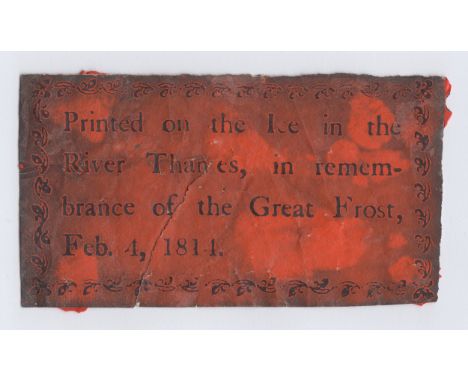 Printed on the Ice in the
River Thames, in remem-
brance of the Great Frost,
Feb. 4, 1814.